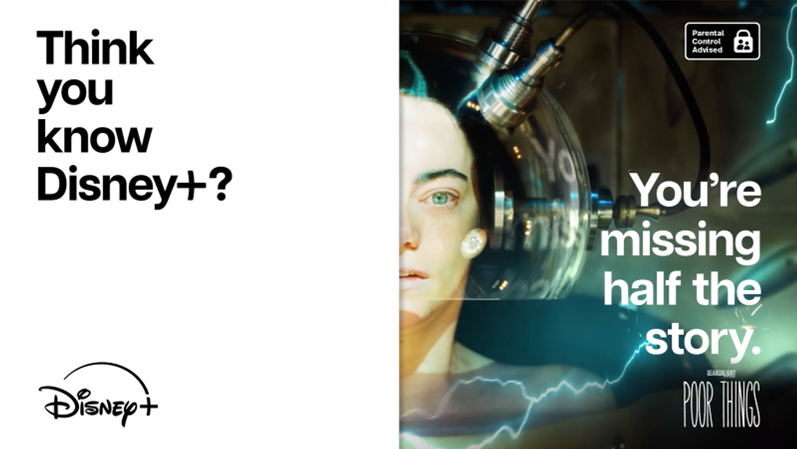 Think
you
know
Disney+?
Disney+
Parental
Control
Advised
You're
missing
half the
story.
SEARCHLIGHT
POOR THINGS